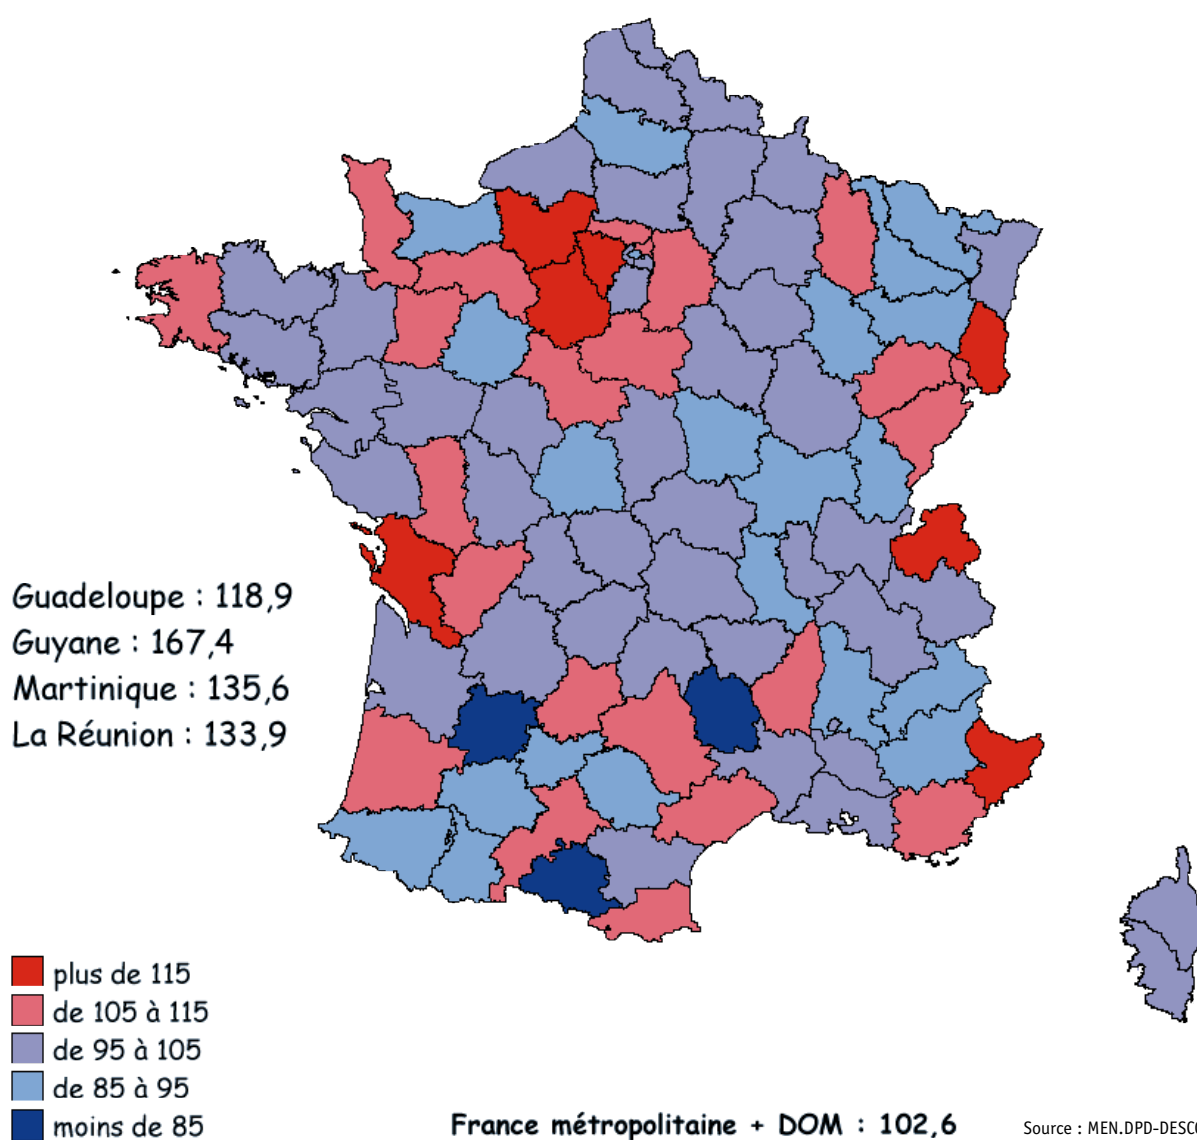 Guadeloupe : 118,9
Guyane : 167,4
Martinique : 135,6
La Réunion : 133,9
plus de 115
de 105 à 115
de 95 à 105
de 85 à 95
moins de 85
France métropolitaine + DOM : 102,6
Source : MEN.DPD-DESCO